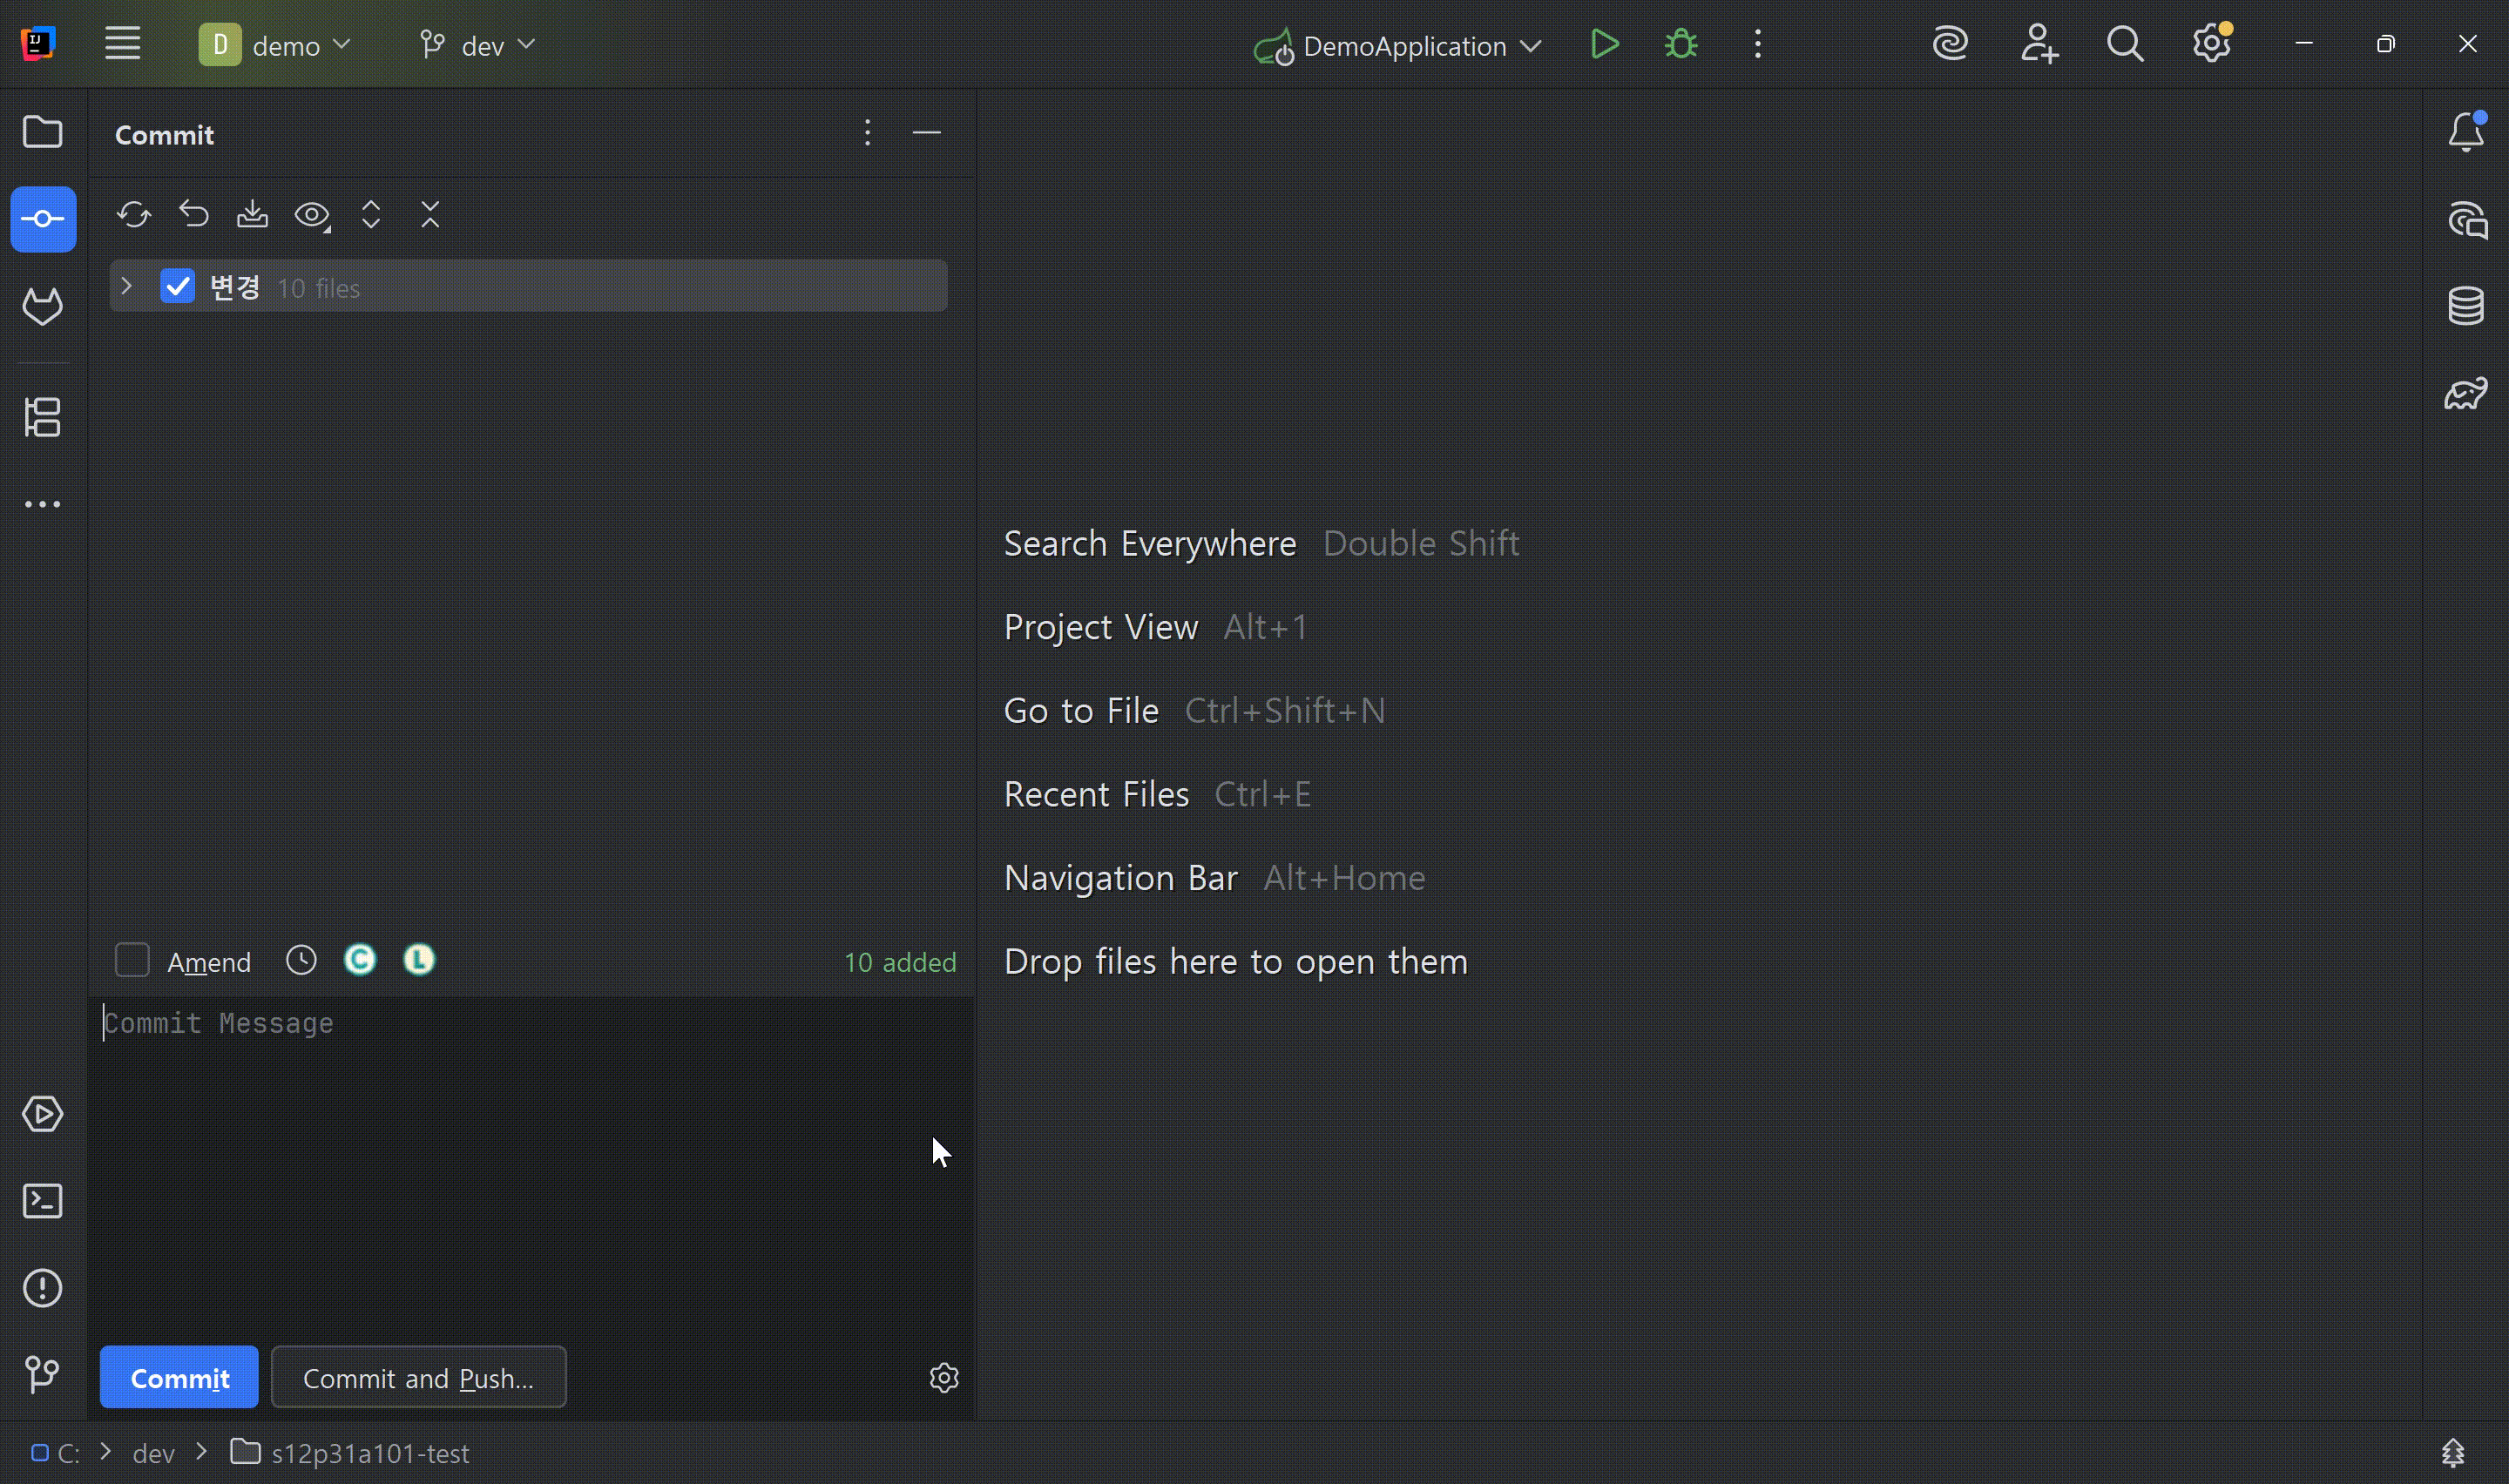 IJ
D demo dev DemoApplication
Commit
변경 10 files
Search Everywhere Double Shift
Project View Alt+1
Go to File Ctrl+Shift+N
Recent Files Ctrl+E
Navigation Bar Alt+Home
Drop files here to open them
Amend C L 10 added
Commit Message
Commit Commit and Push...
C: > dev > s12p31a101-test